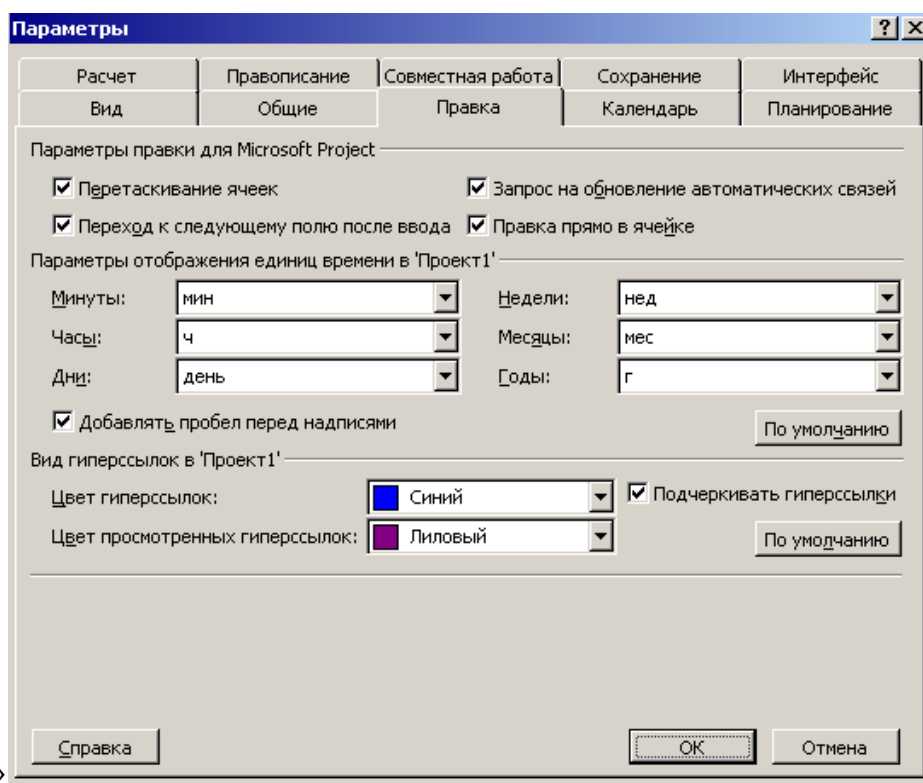 Параметры
Расчет Правописание Совместная работа Сохранение Интерфейс
Вид Общие Правка Календарь Планирование
Параметры правки для Microsoft Project
Перетаскивание ячеек Запрос на обновление автоматических связей
Переход к следующему полю после ввода Правка прямо в ячейке
Параметры отображения единиц времени в 'Проект1'
Минуты: мин Недели: нед
Часы: ч Месяцы: мес
Дни: день Годы: г
Добавлять пробел перед надписями
По умолчанию
Вид гиперссылок в 'Проект1'
Цвет гиперссылок: Синий Подчеркивать гиперссылки
Цвет просмотренных гиперссылок: Лиловый По умолчанию
Справка ОК Отмена
»